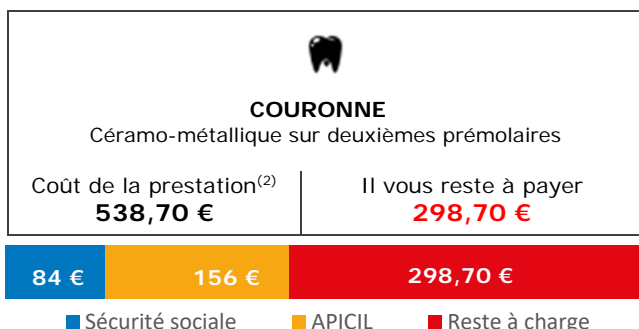 COURONNE
Céramo-métallique sur deuxièmes prémolaires
Coût de la prestation(2)
538,70 €
Il vous reste à payer
298,70 €
84 € 156 € 298,70 €
Sécurité sociale APICIL Reste à charge